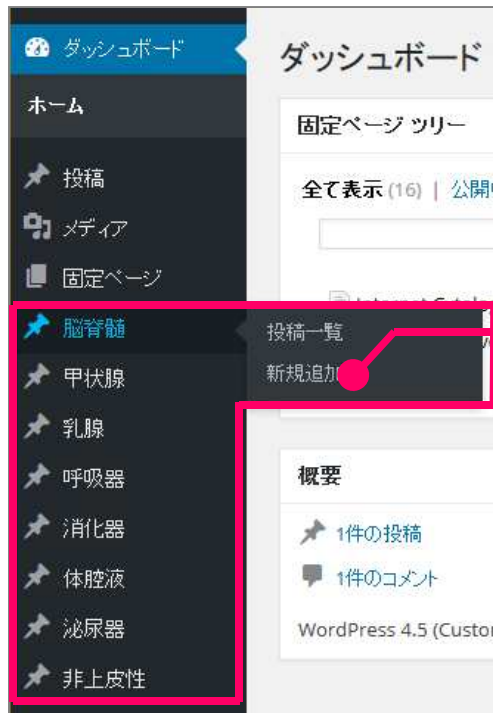 ダッシュボード
ホーム
投稿
メディア
固定ページ
脳脊髄
投稿一覧
新規追加
甲状腺
乳腺
呼吸器
消化器
体腔液
泌尿器
非上皮性
ダッシュボード
固定ページ ツリー
全て表示 (16) | 公開
概要
1件の投稿
1件のコメント
WordPress 4.5 (Custo